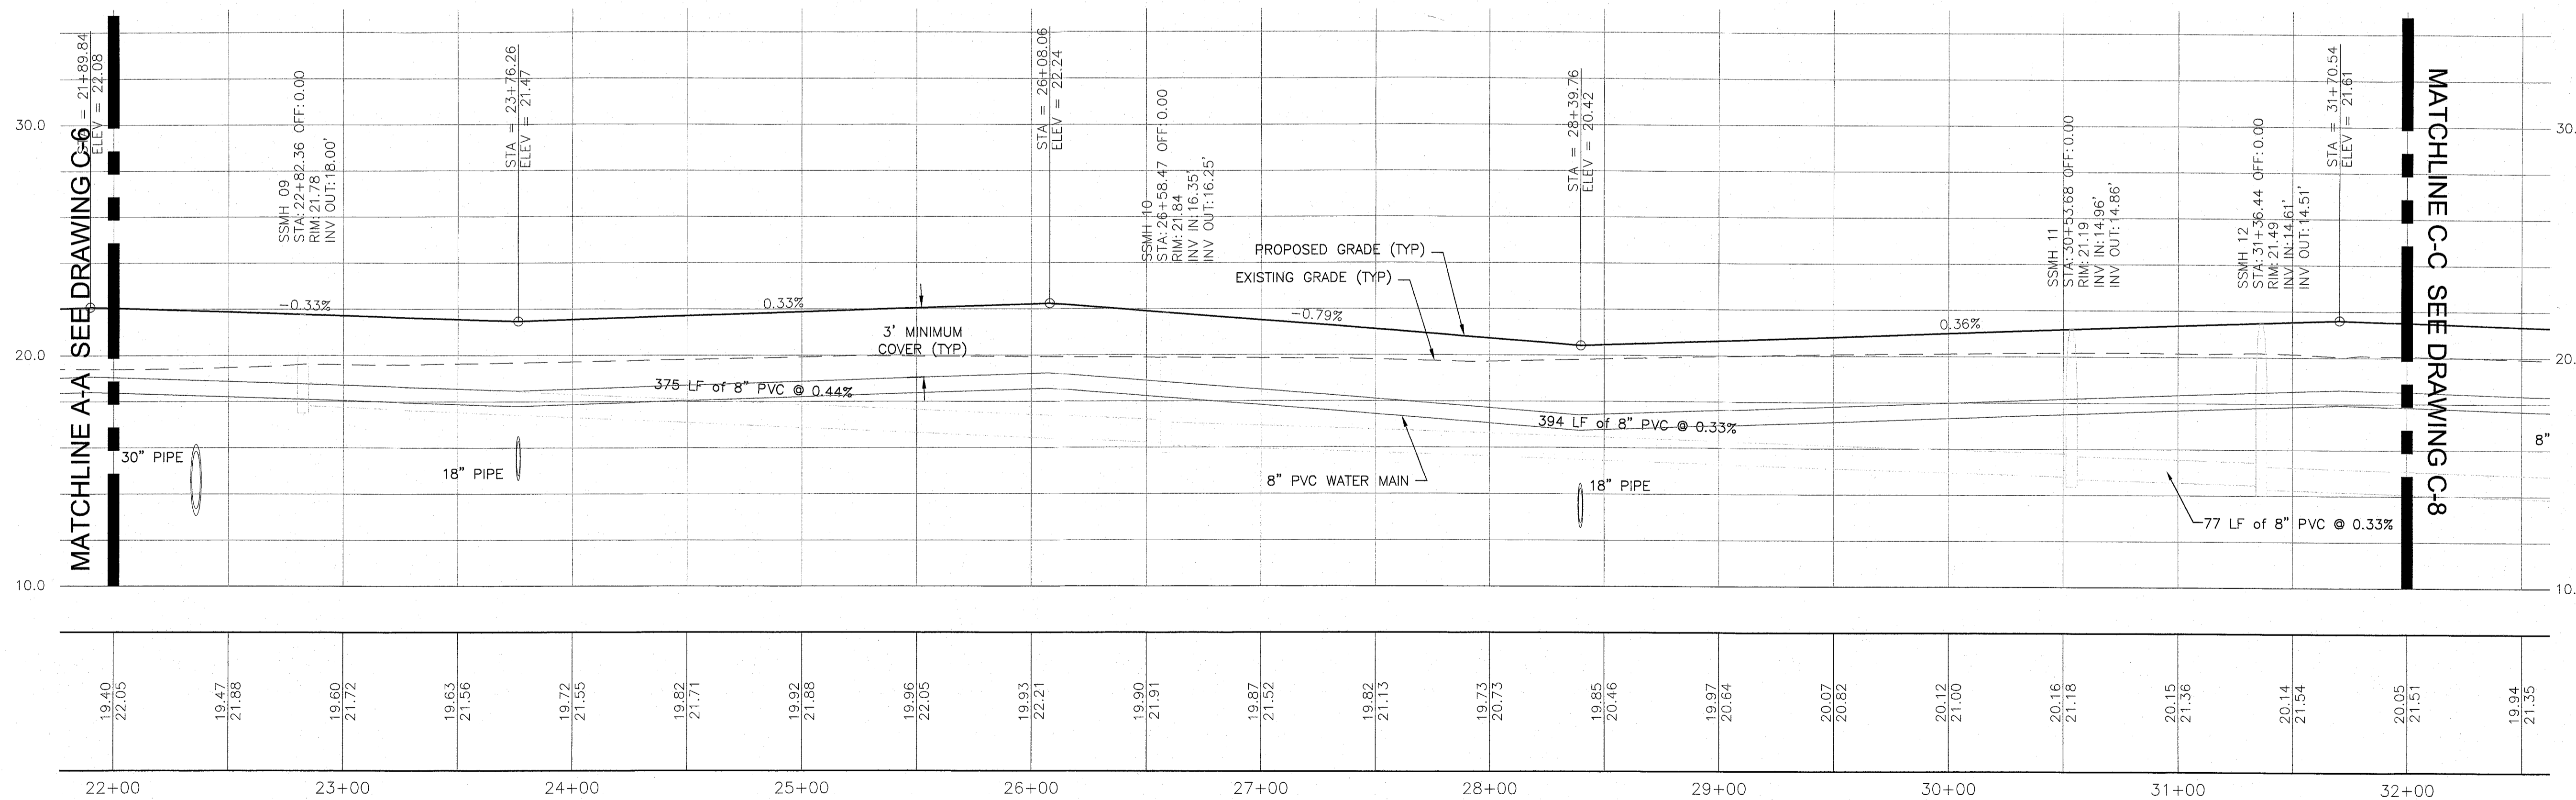 MATCHLINE A-A SEE DRAWING C-6
STA = 21+89.84
ELEV = 22.08
SSMH 09
STA: 22+82.36 OFF: 0.00
RIM: 21.78
INV OUT: 18.00'
STA = 23+76.26
ELEV = 21.47
STA = 26+08.06
ELEV = 22.24
SSMH 10
STA: 26+58.47 OFF: 0.00
RIM: 21.84
INV IN: 16.35'
INV OUT: 16.25'
STA = 28+39.76
ELEV = 20.42
SSMH 11
STA: 30+53.68 OFF: 0.00
RIM: 21.19
INV IN: 14.96'
INV OUT: 14.86'
SSMH 12
STA: 31+36.44 OFF: 0.00
RIM: 21.49
INV IN: 14.61'
INV OUT: 14.51'
STA = 31+70.54
ELEV = 21.61
MATCHLINE C-C SEE DRAWING C-8
30.0
30.
PROPOSED GRADE (TYP)
EXISTING GRADE (TYP)
-0.33%
0.33%
-0.79%
0.36%
3' MINIMUM
COVER (TYP)
20.0
20.
375 LF of 8" PVC @ 0.44%
394 LF of 8" PVC @ 0.33%
8"
30" PIPE
18" PIPE
8" PVC WATER MAIN
18" PIPE
77 LF of 8" PVC @ 0.33%
10.0
10.
19.40
22.05
19.47
21.88
19.60
21.72
19.63
21.56
19.72
21.55
19.82
21.71
19.92
21.88
19.96
22.05
19.93
22.21
19.90
21.91
19.87
21.52
19.82
21.13
19.73
20.73
19.85
20.46
19.97
20.64
20.07
20.82
20.12
21.00
20.16
21.18
20.15
21.36
20.14
21.54
20.05
21.51
19.94
21.35
22+00
23+00
24+00
25+00
26+00
27+00
28+00
29+00
30+00
31+00
32+00